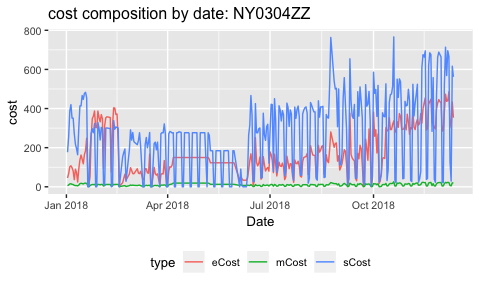 cost composition by date: NY0304ZZ
cost
800
600
400
200
0
Jan 2018 Apr 2018 Jul 2018 Oct 2018
Date
type eCost mCost sCost